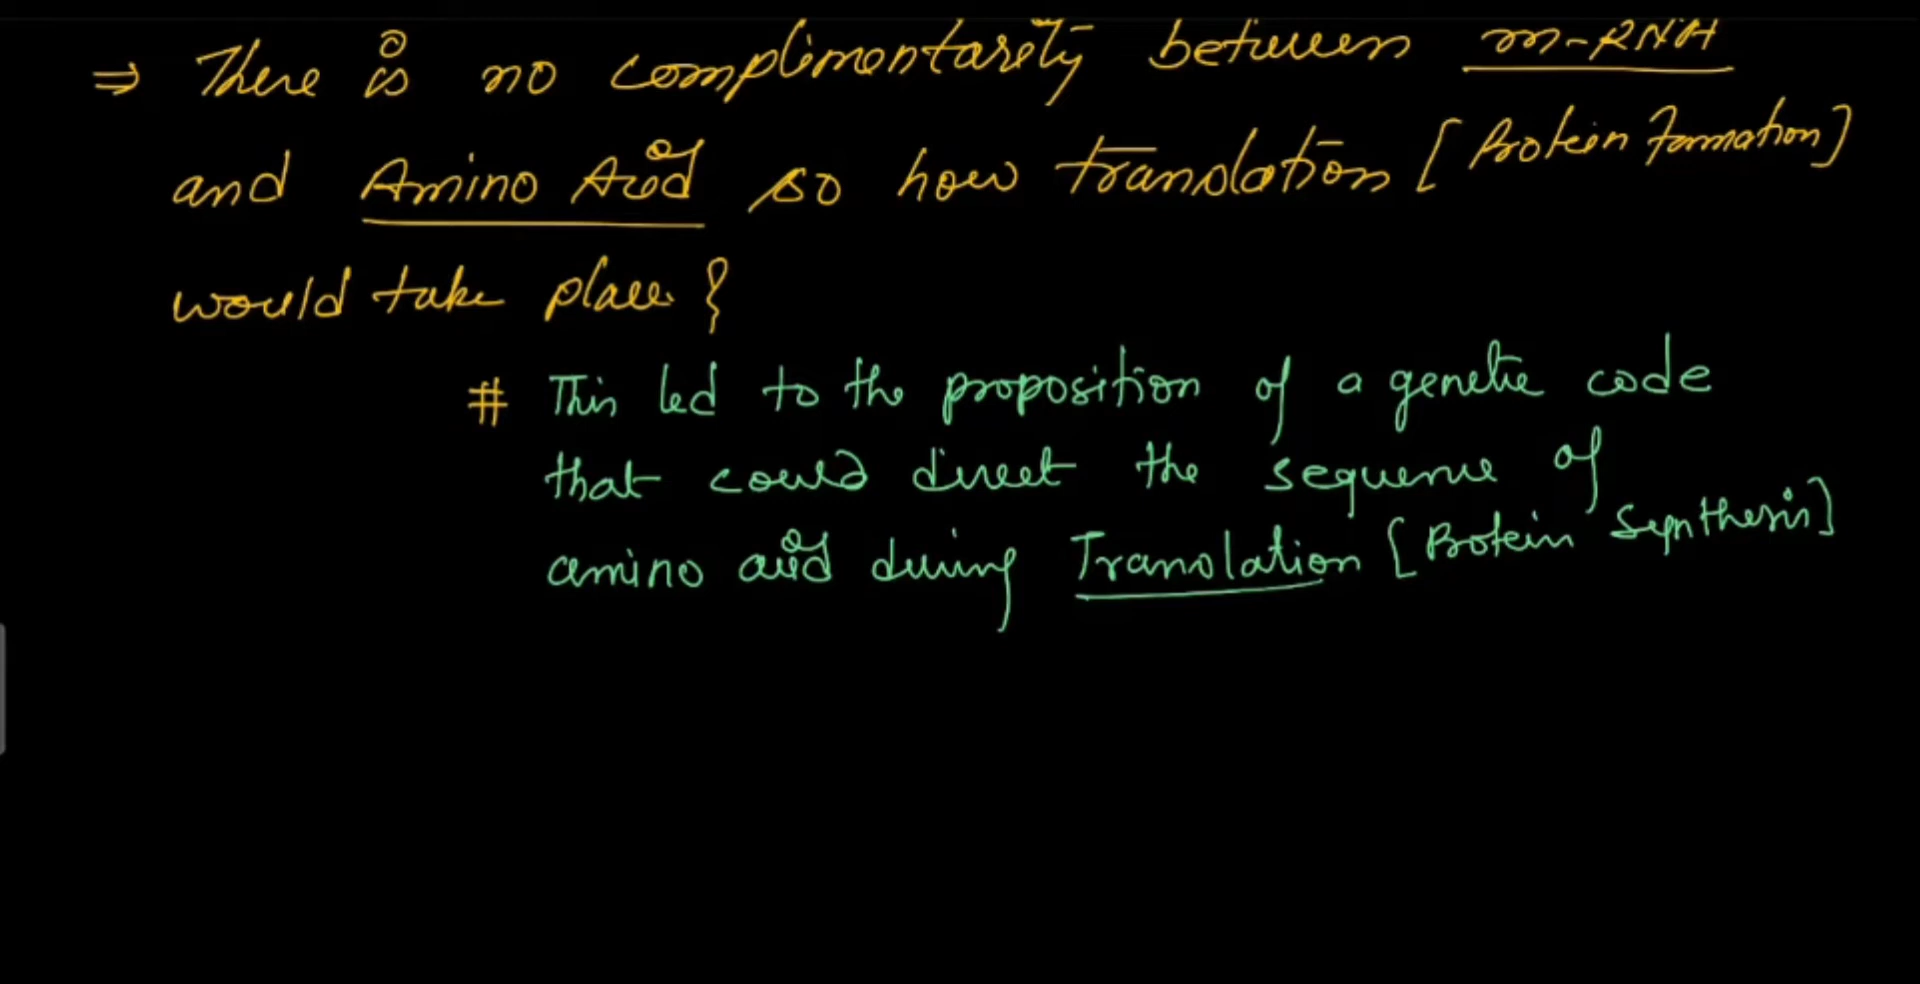 ⇒ There is no complimentarity between m-RNA
and Amino Acid so how translation [Protein Formation]
would take place?
# This led to the proposition of a genetic code
that could direct the sequence of
amino acid during Translation [Protein Synthesis]